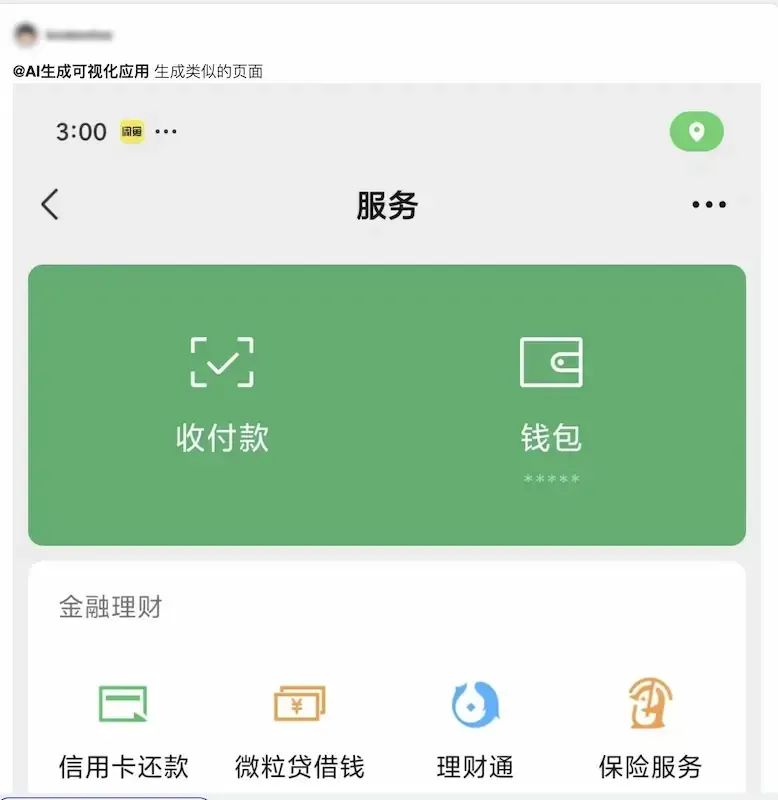 @AI生成可视化应用 生成类似的页面
3:00 闲鱼 ···
服务
收付款 钱包
*****
金融理财
¥
信用卡还款 微粒贷借钱 理财通 保险服务